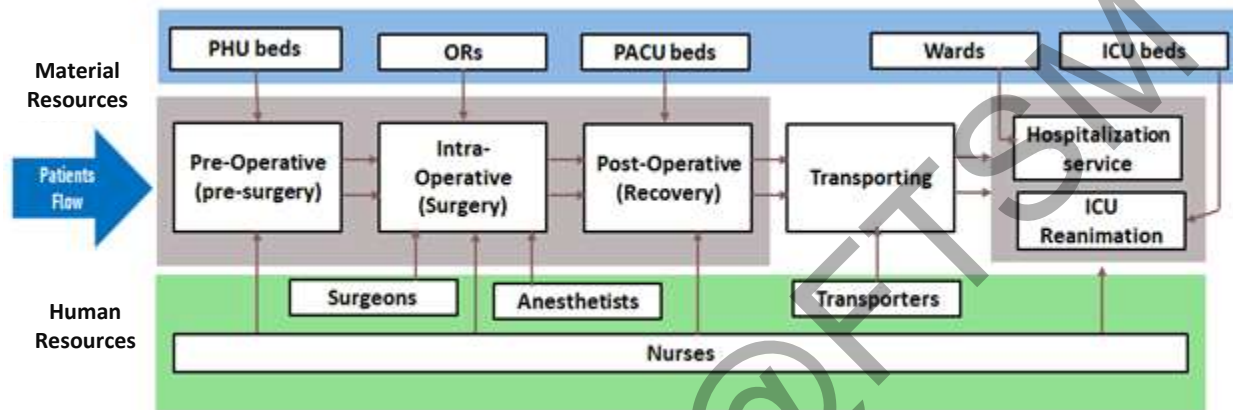 PHU beds
ORs
PACU beds
Wards
ICU beds
Material
Resources
Patients
Flow
Pre-Operative
(pre-surgery)
Intra-
Operative
(Surgery)
Post-Operative
(Recovery)
Transporting
Hospitalization
service
ICU
Reanimation
Human
Resources
Surgeons
Anesthetists
Transporters
Nurses
@FTSM